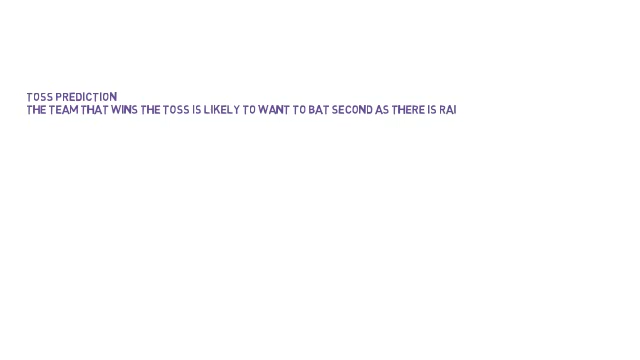 TOSS PREDICTION
THE TEAM THAT WINS THE TOSS IS LIKELY TO WANT TO BAT SECOND AS THERE IS RAI